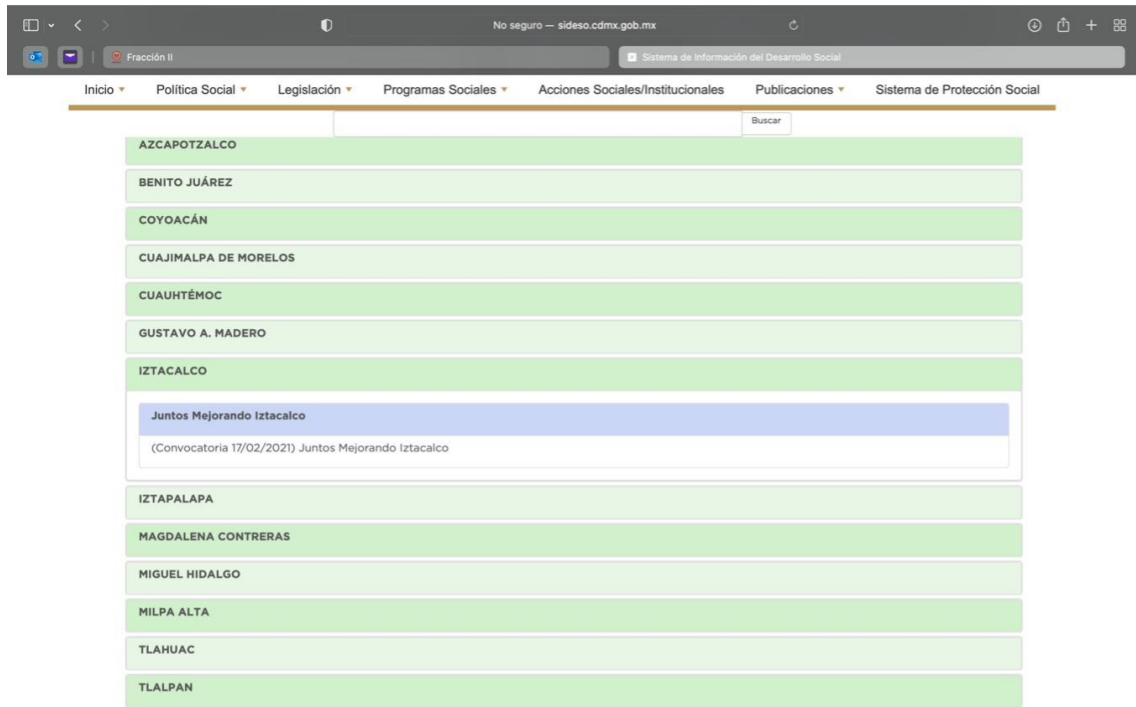 No seguro — sideso.cdmx.gob.mx
Fracción II
Sistema de Información del Desarrollo Social
Inicio Política Social Legislación Programas Sociales Acciones Sociales/Institucionales Publicaciones Sistema de Protección Social
Buscar
AZCAPOTZALCO
BENITO JUÁREZ
COYOACÁN
CUAJIMALPA DE MORELOS
CUAUHTÉMOC
GUSTAVO A. MADERO
IZTACALCO
Juntos Mejorando Iztacalco
(Convocatoria 17/02/2021) Juntos Mejorando Iztacalco
IZTAPALAPA
MAGDALENA CONTRERAS
MIGUEL HIDALGO
MILPA ALTA
TLAHUAC
TLALPAN